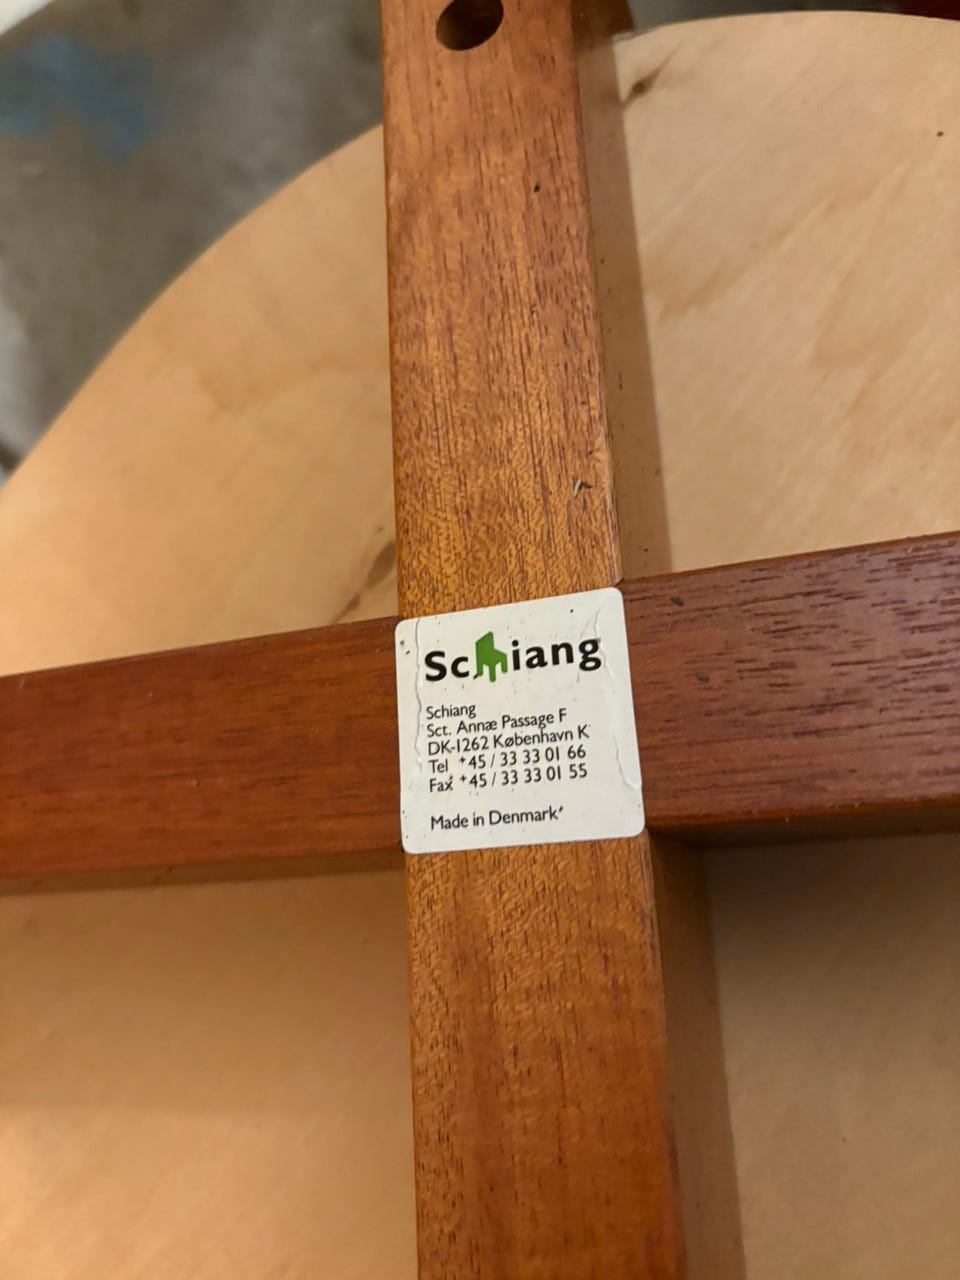 Schiang
Schiang
Sct. Annæ Passage F
DK-1262 København K
Tel +45 / 33 33 01 66
Fax +45 / 33 33 01 55
Made in Denmark